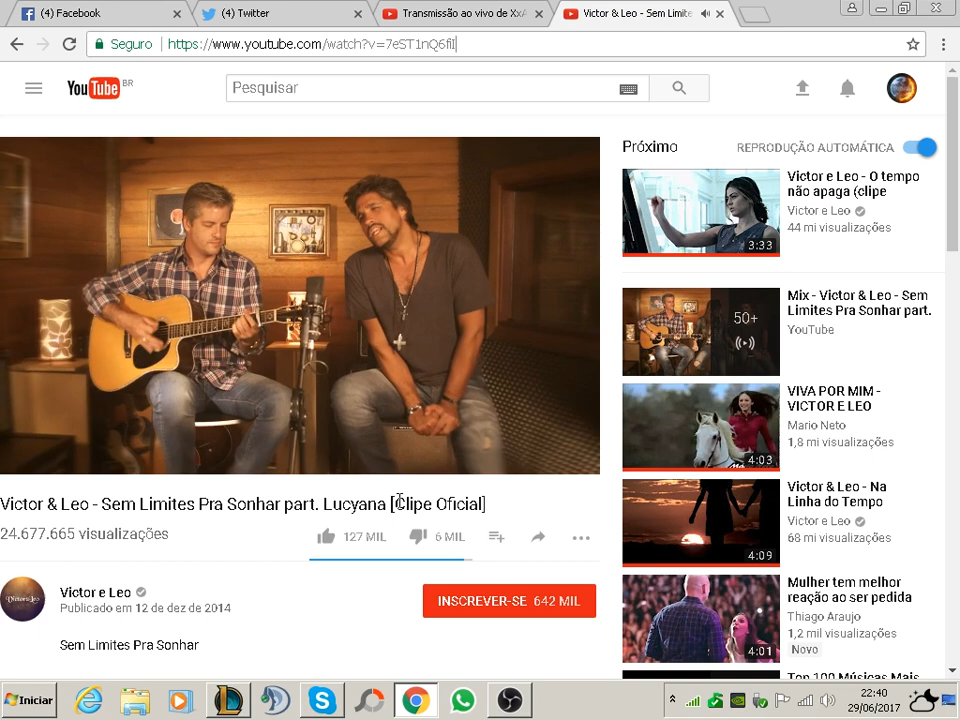 (4) Facebook
(4) Twitter
Transmissão ao vivo de XxA
Victor & Leo - Sem Limite
Seguro
https://www.youtube.com/watch?v=7eST1nQ6fiI
YouTube BR
Pesquisar
Próximo
REPRODUÇÃO AUTOMÁTICA
Victor e Leo - O tempo
não apaga (clipe
Victor e Leo
44 mi visualizações
3:33
Mix - Victor & Leo - Sem
Limites Pra Sonhar part.
YouTube
50+
VIVA POR MIM -
VICTOR E LEO
Mario Neto
1,8 mi visualizações
4:03
Victor & Leo - Na
Linha do Tempo
Victor e Leo
68 mi visualizações
4:09
Mulher tem melhor
reação ao ser pedida
Thiago Araujo
1,2 mil visualizações
Novo
4:01
Top 100 Músicas Mais
Victor & Leo - Sem Limites Pra Sonhar part. Lucyana [Clipe Oficial]
24.677.665 visualizações
127 MIL
6 MIL
Victor e Leo
Publicado em 12 de dez de 2014
INSCREVER-SE 642 MIL
Sem Limites Pra Sonhar
Iniciar
22:40
29/06/2017